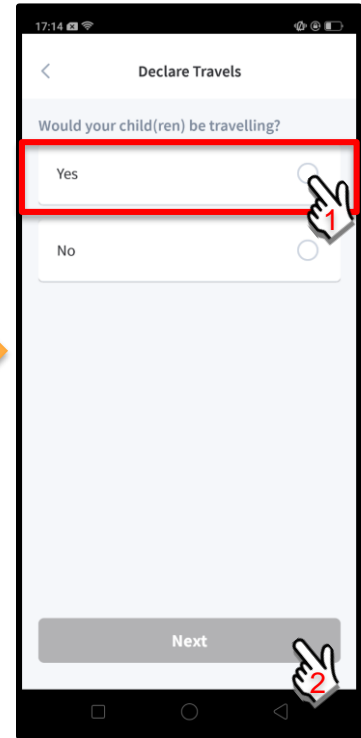 17:14
Declare Travels
Would your child(ren) be travelling?
Yes
1
No
Next
2